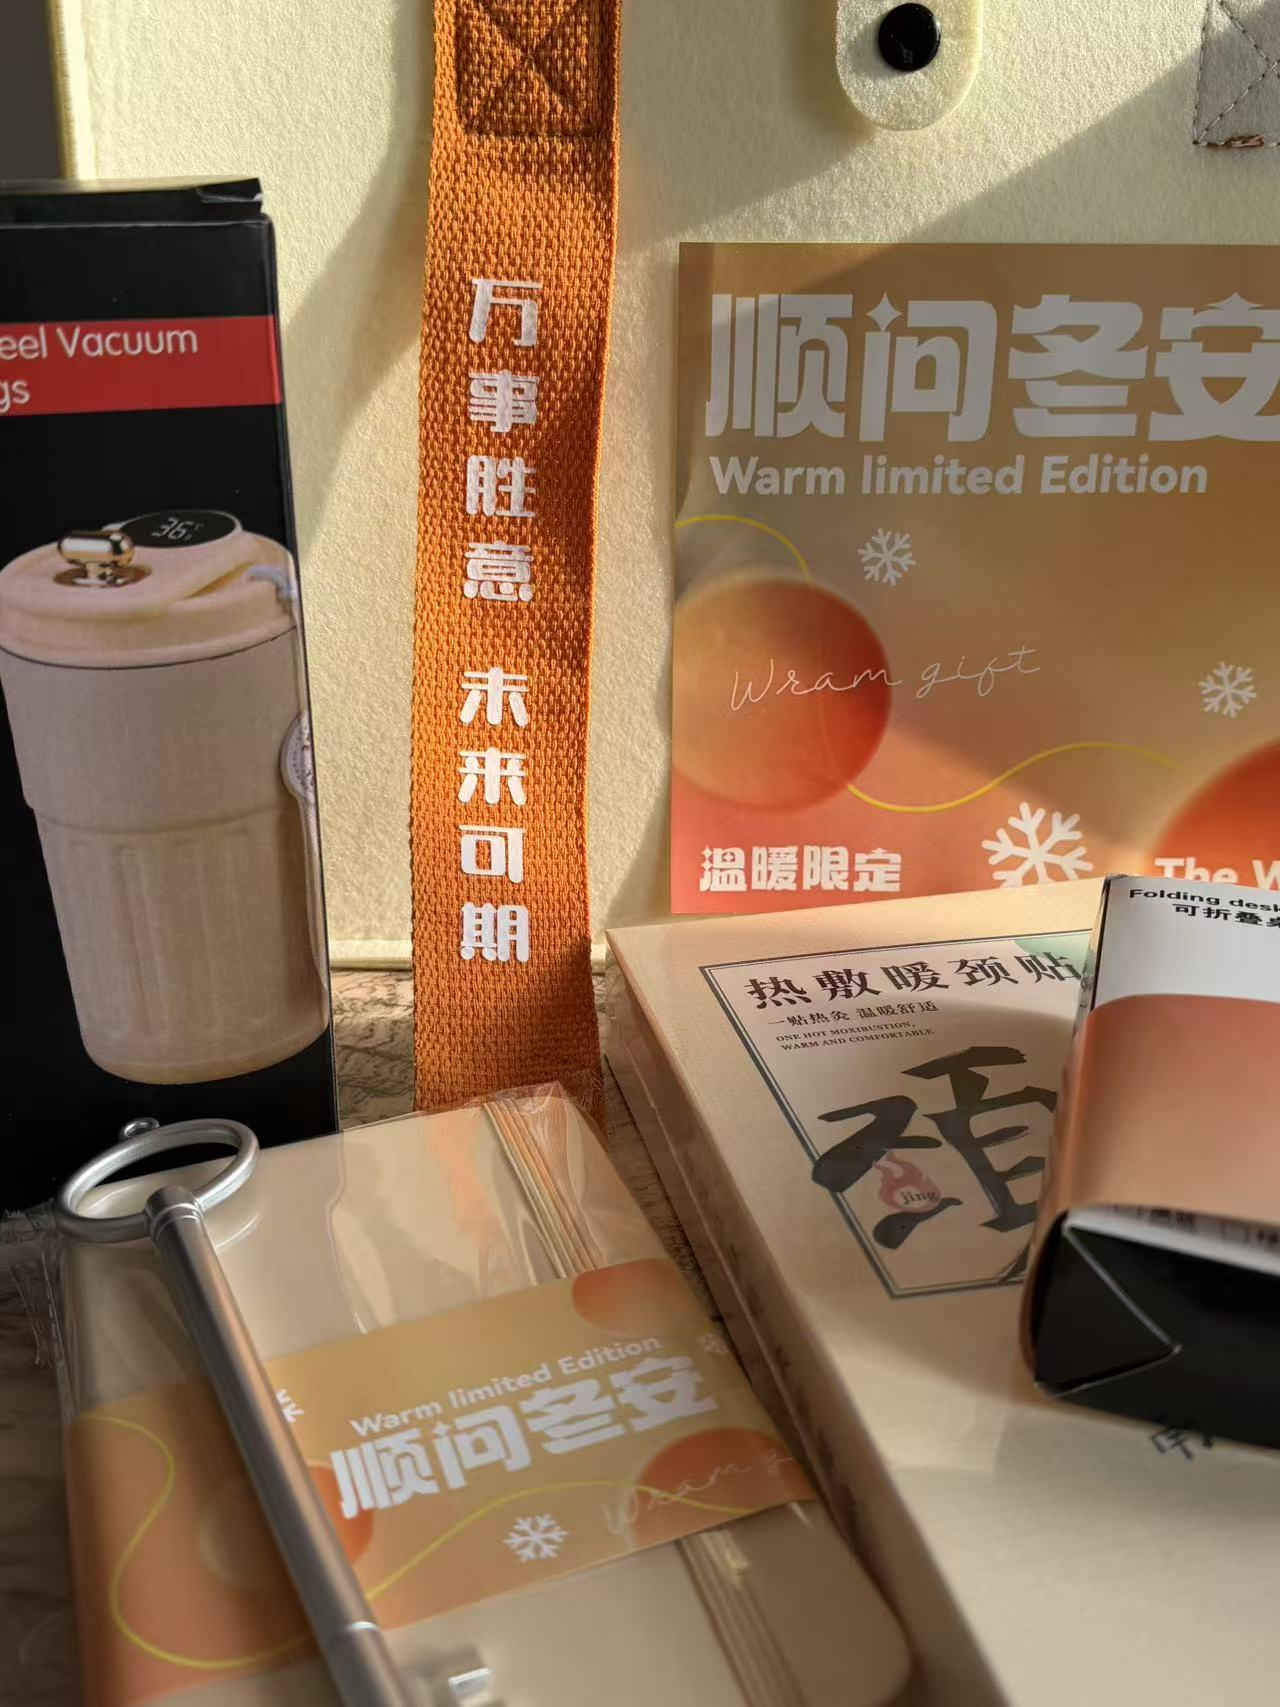 eel Vacuum
gs
36
万事胜意 未来可期
顺问冬安
Warm limited Edition
Wram gift
温暖限定
The W
热敷暖颈贴
一贴热灸 温暖舒适
ONE HOT MOXIBUSTION,
WARM AND COMFORTABLE
颈
jing
Folding desk
可折叠桌
Warm limited Edition
顺问冬安
Wram g